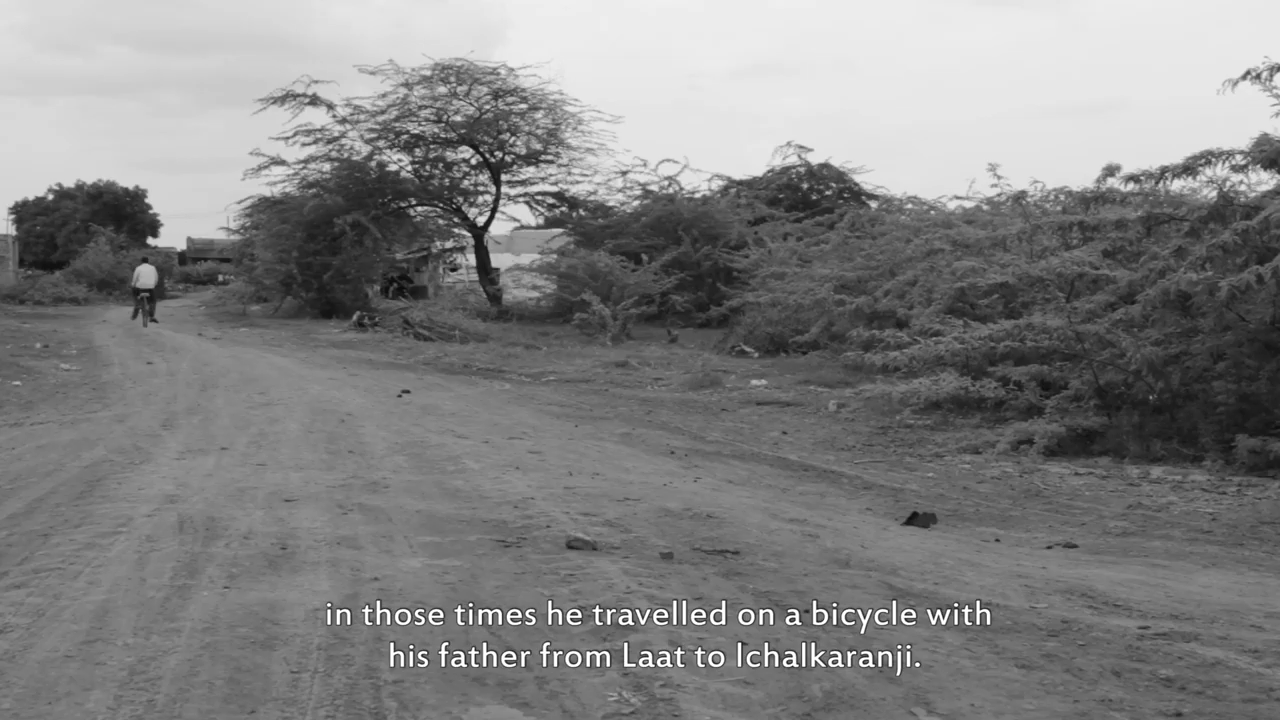 in those times he travelled on a bicycle with
his father from Laat to Ichalkaranji.